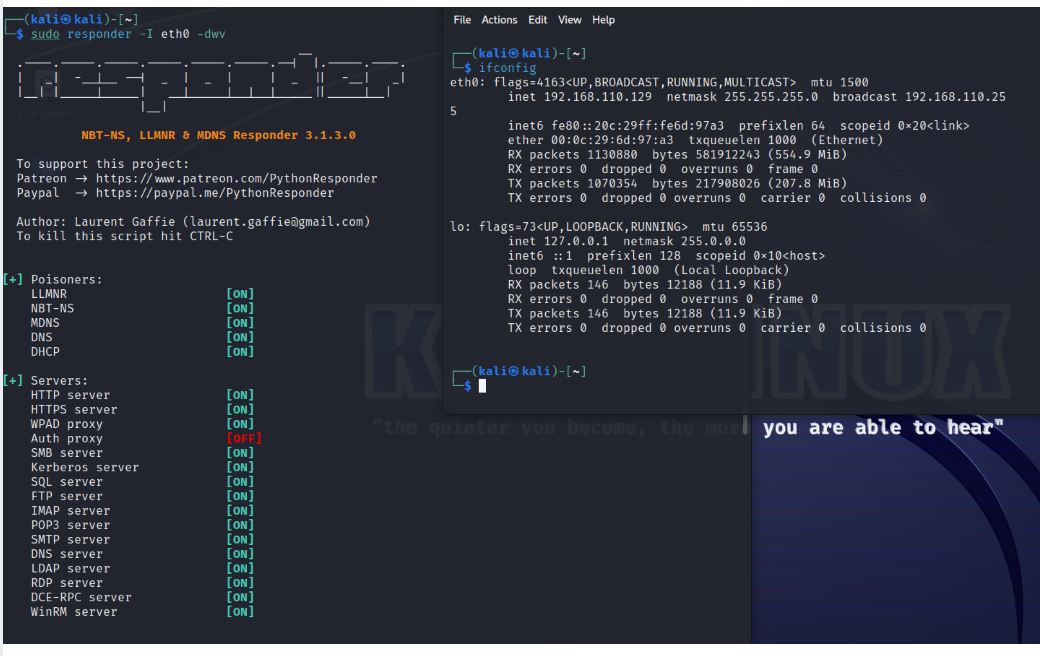 ┌──(kali㉿kali)-[~]
└─$ sudo responder -I eth0 -dwv
NBT-NS, LLMNR & MDNS Responder 3.1.3.0
To support this project:
Patreon → https://www.patreon.com/PythonResponder
Paypal → https://paypal.me/PythonResponder
Author: Laurent Gaffie (laurent.gaffie@gmail.com)
To kill this script hit CTRL-C
[+] Poisoners:
LLMNR [ON]
NBT-NS [ON]
MDNS [ON]
DNS [ON]
DHCP [ON]
[+] Servers:
HTTP server [ON]
HTTPS server [ON]
WPAD proxy [ON]
Auth proxy [OFF]
SMB server [ON]
Kerberos server [ON]
SQL server [ON]
FTP server [ON]
IMAP server [ON]
POP3 server [ON]
SMTP server [ON]
DNS server [ON]
LDAP server [ON]
RDP server [ON]
DCE-RPC server [ON]
WinRM server [ON]
File Actions Edit View Help
┌──(kali㉿kali)-[~]
└─$ ifconfig
eth0: flags=4163<UP,BROADCAST,RUNNING,MULTICAST> mtu 1500
inet 192.168.110.129 netmask 255.255.255.0 broadcast 192.168.110.25
5
inet6 fe80::20c:29ff:fe6d:97a3 prefixlen 64 scopeid 0×20<link>
ether 00:0c:29:6d:97:a3 txqueuelen 1000 (Ethernet)
RX packets 1130880 bytes 581912243 (554.9 MiB)
RX errors 0 dropped 0 overruns 0 frame 0
TX packets 1070354 bytes 217908026 (207.8 MiB)
TX errors 0 dropped 0 overruns 0 carrier 0 collisions 0
lo: flags=73<UP,LOOPBACK,RUNNING> mtu 65536
inet 127.0.0.1 netmask 255.0.0.0
inet6 ::1 prefixlen 128 scopeid 0×10<host>
loop txqueuelen 1000 (Local Loopback)
RX packets 146 bytes 12188 (11.9 KiB)
RX errors 0 dropped 0 overruns 0 frame 0
TX packets 146 bytes 12188 (11.9 KiB)
TX errors 0 dropped 0 overruns 0 carrier 0 collisions 0
┌──(kali㉿kali)-[~]
└─$
"the quieter you become, the more you are able to hear"
File System